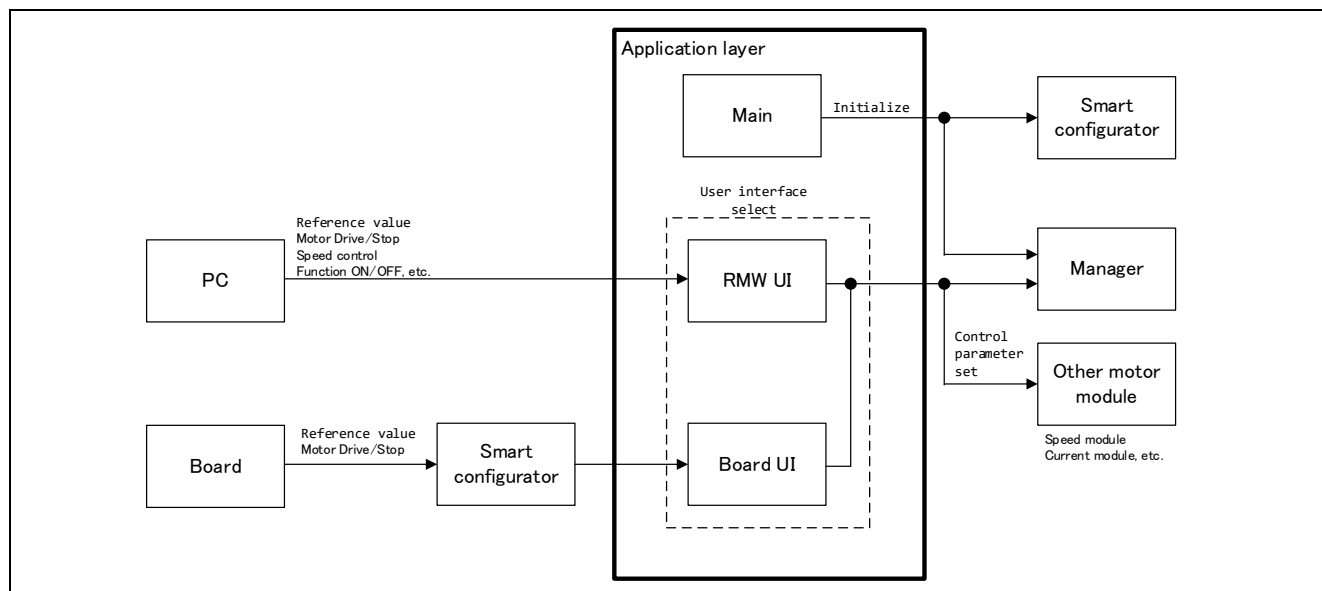 Application layer
Main
Initialize
Smart
configurator
User interface
select
Reference value
Motor Drive/Stop
Speed control
Function ON/OFF, etc.
PC
RMW UI
Manager
Control
parameter
set
Other motor
module
Speed module
Current module, etc.
Reference value
Motor Drive/Stop
Board
Smart
configurator
Board UI